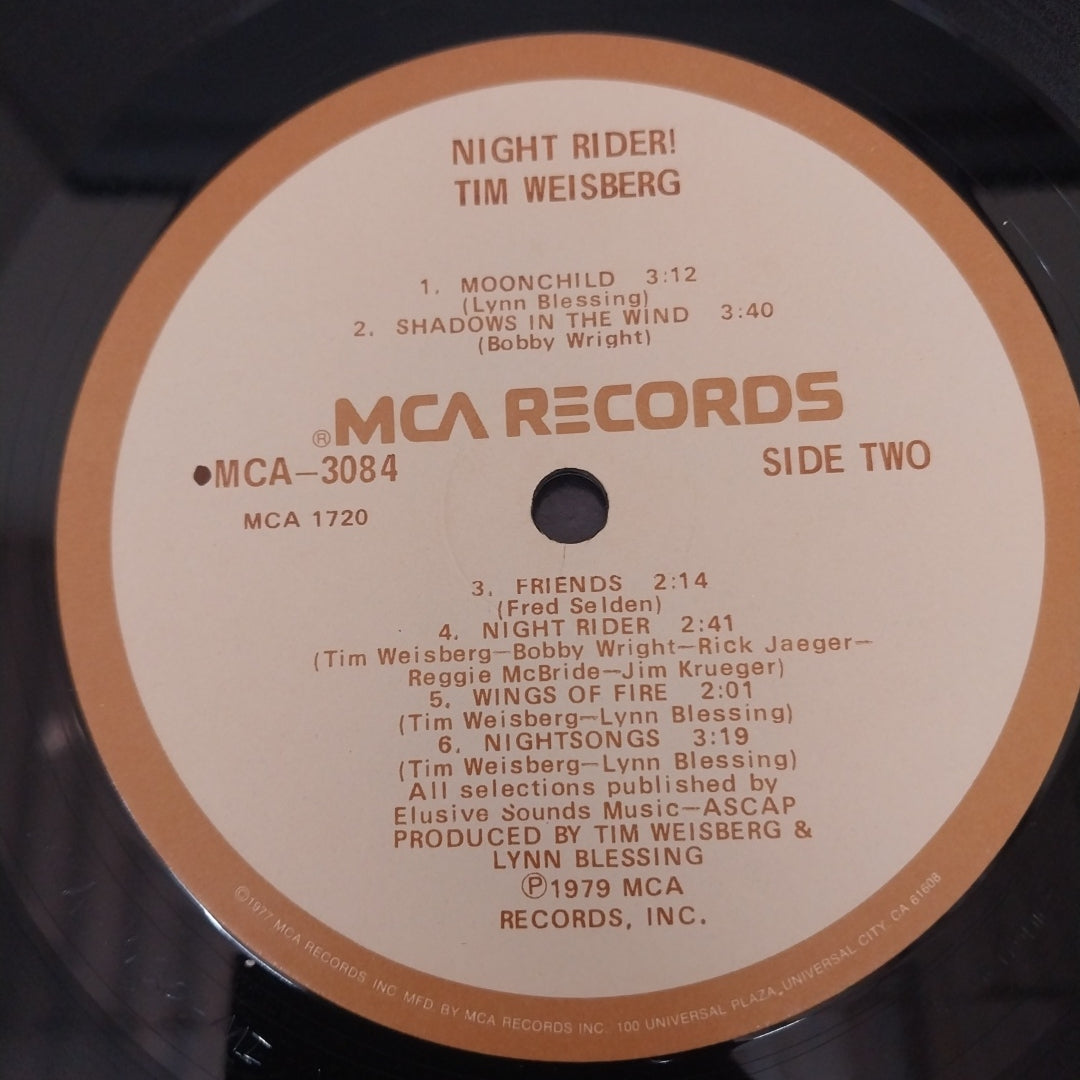 NIGHT RIDER!
TIM WEISBERG
1. MOONCHILD 3:12
(Lynn Blessing)
2. SHADOWS IN THE WIND 3:40
(Bobby Wright)
®MCA RECORDS
•MCA—3084
SIDE TWO
MCA 1720
3. FRIENDS 2:14
(Fred Selden)
4. NIGHT RIDER 2:41
(Tim Weisberg—Bobby Wright—Rick Jaeger—
Reggie McBride—Jim Krueger)
5. WINGS OF FIRE 2:01
(Tim Weisberg—Lynn Blessing)
6. NIGHTSONGS 3:19
(Tim Weisberg—Lynn Blessing)
All selections published by
Elusive Sounds Music—ASCAP
PRODUCED BY TIM WEISBERG &
LYNN BLESSING
Ⓟ1979 MCA
RECORDS, INC.
©1977 MCA RECORDS INC MFD. BY MCA RECORDS INC. 100 UNIVERSAL PLAZA, UNIVERSAL CITY. CA 61608